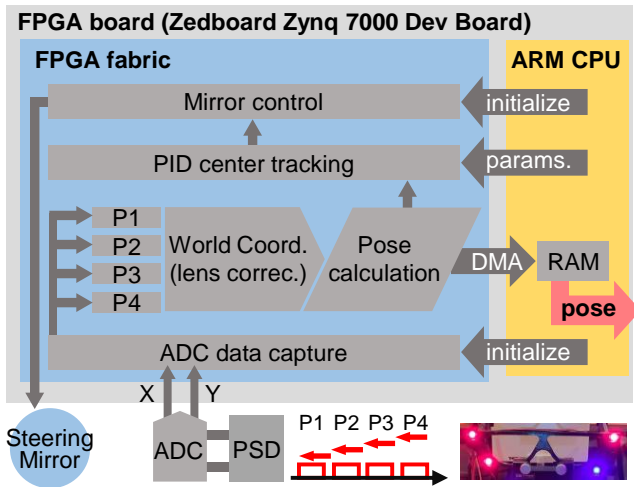 FPGA board (Zedboard Zynq 7000 Dev Board)
FPGA fabric
ARM CPU
Mirror control
initialize
PID center tracking
params.
P1
P2
P3
P4
World Coord.
(lens correc.)
Pose
calculation
DMA
RAM
pose
ADC data capture
initialize
X
Y
Steering
Mirror
ADC
PSD
P1 P2 P3 P4